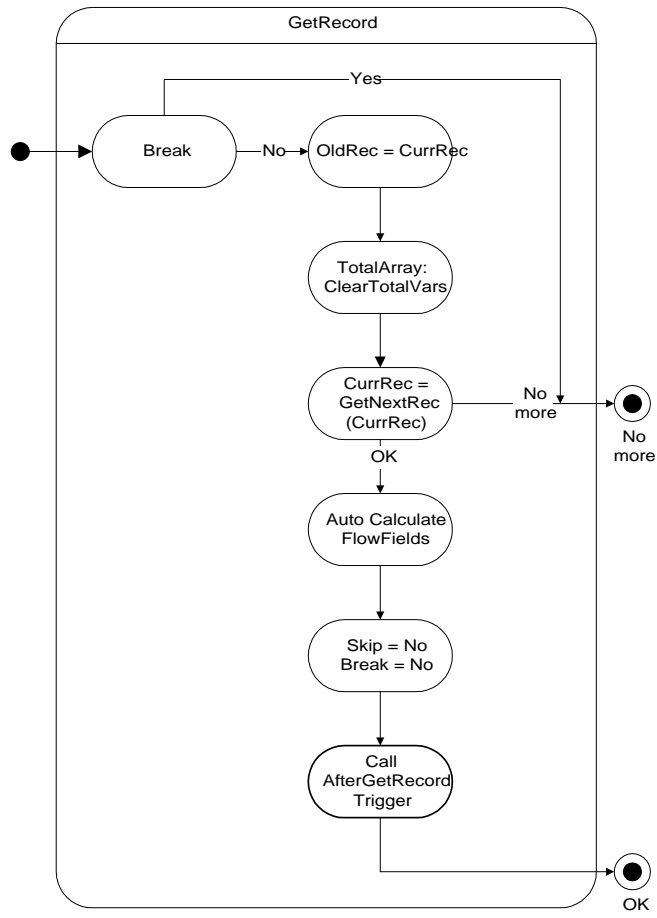 GetRecord
Yes
Break
No
OldRec = CurrRec
TotalArray:
ClearTotalVars
CurrRec =
GetNextRec
(CurrRec)
No
more
No
more
OK
Auto Calculate
FlowFields
Skip = No
Break = No
Call
AfterGetRecord
Trigger
OK